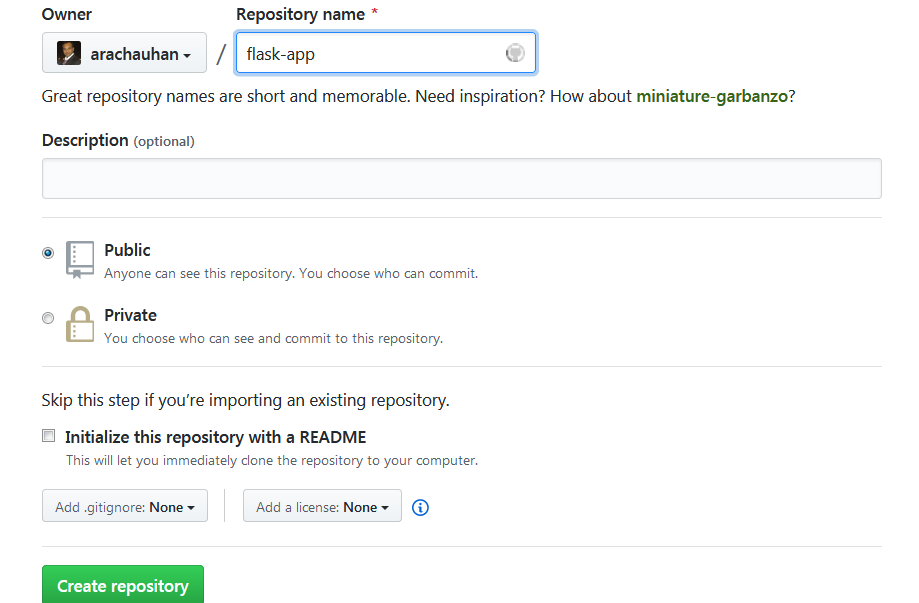 Owner Repository name *
arachauhan / flask-app
Great repository names are short and memorable. Need inspiration? How about miniature-garbanzo?
Description (optional)
Public
Anyone can see this repository. You choose who can commit.
Private
You choose who can see and commit to this repository.
Skip this step if you're importing an existing repository.
Initialize this repository with a README
This will let you immediately clone the repository to your computer.
Add .gitignore: None Add a license: None
Create repository